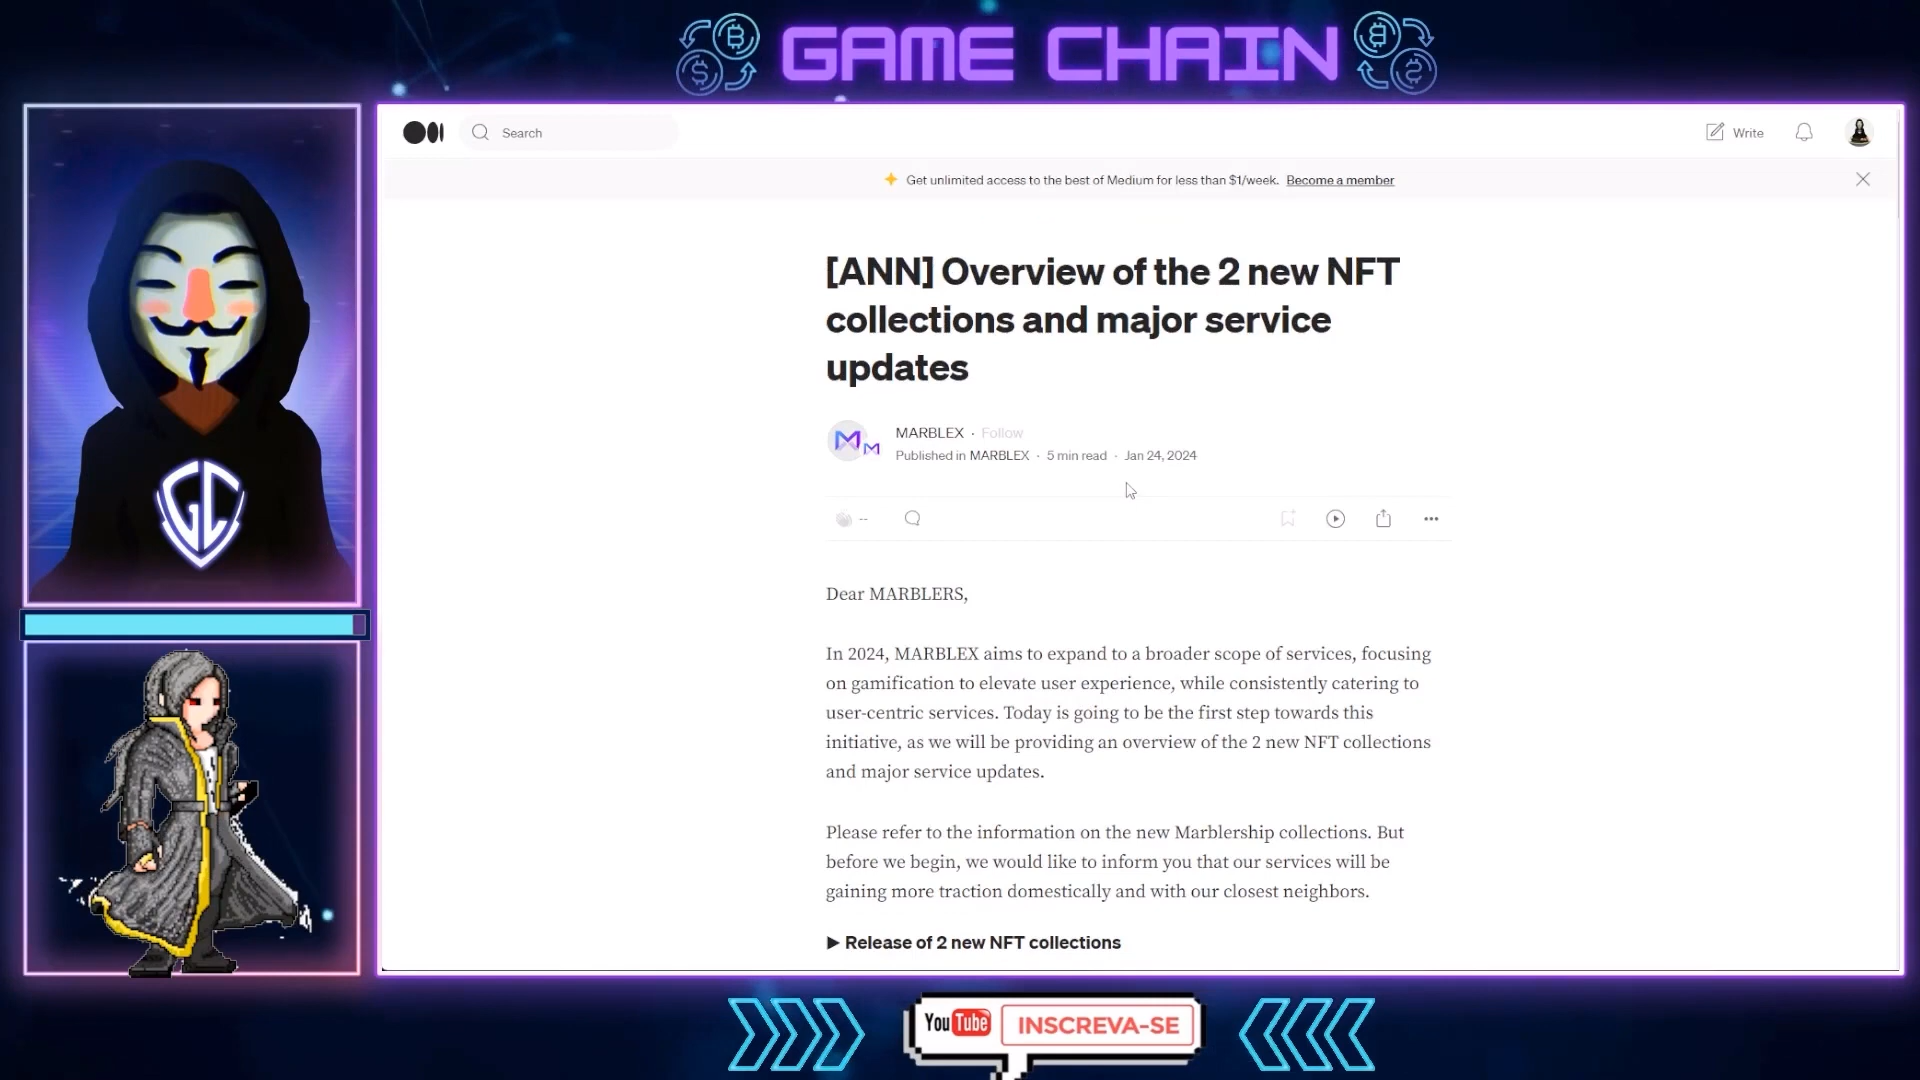 GAME CHAIN
Search
Write
Get unlimited access to the best of Medium for less than $1/week. Become a member
[ANN] Overview of the 2 new NFT
collections and major service
updates
MARBLEX · Follow
Published in MARBLEX · 5 min read · Jan 24, 2024
--
GC
Dear MARBLERS,
In 2024, MARBLEX aims to expand to a broader scope of services, focusing
on gamification to elevate user experience, while consistently catering to
user-centric services. Today is going to be the first step towards this
initiative, as we will be providing an overview of the 2 new NFT collections
and major service updates.
Please refer to the information on the new Marblership collections. But
before we begin, we would like to inform you that our services will be
gaining more traction domestically and with our closest neighbors.
▶ Release of 2 new NFT collections
YouTube INSCREVA-SE